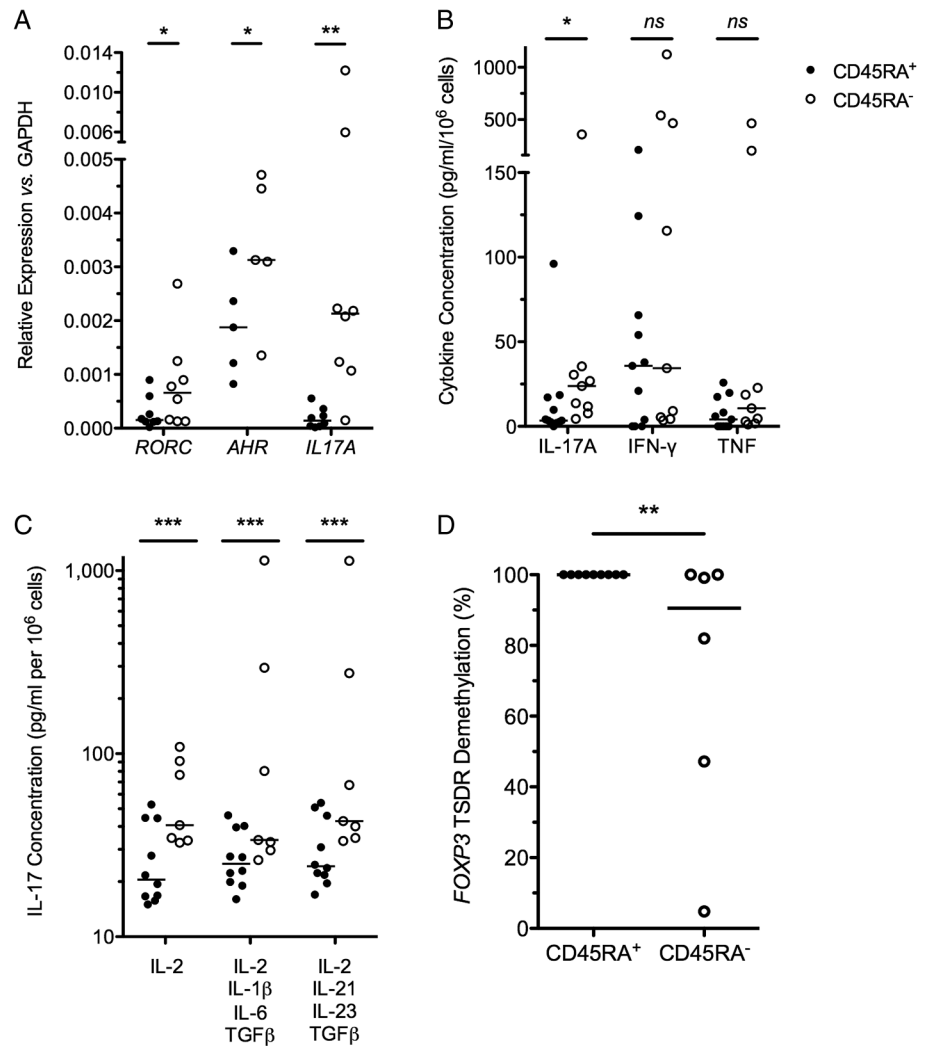 A
* * **
0.014
0.010
0.006
0.005
0.004
0.003
0.002
0.001
0.000
Relative Expression vs. GAPDH
RORC AHR IL17A
B
* ns ns
1000
500
150
100
50
0
Cytokine Concentration (pg/ml/10⁶ cells)
IL-17A IFN-γ TNF
CD45RA⁺
CD45RA⁻
C
*** *** ***
1,000
100
10
IL-17 Concentration (pg/ml per 10⁶ cells)
IL-2 IL-2 IL-2
IL-1β IL-21
IL-6 IL-23
TGFβ TGFβ
D
**
100
80
60
40
20
0
FOXP3 TSDR Demethylation (%)
CD45RA⁺ CD45RA⁻